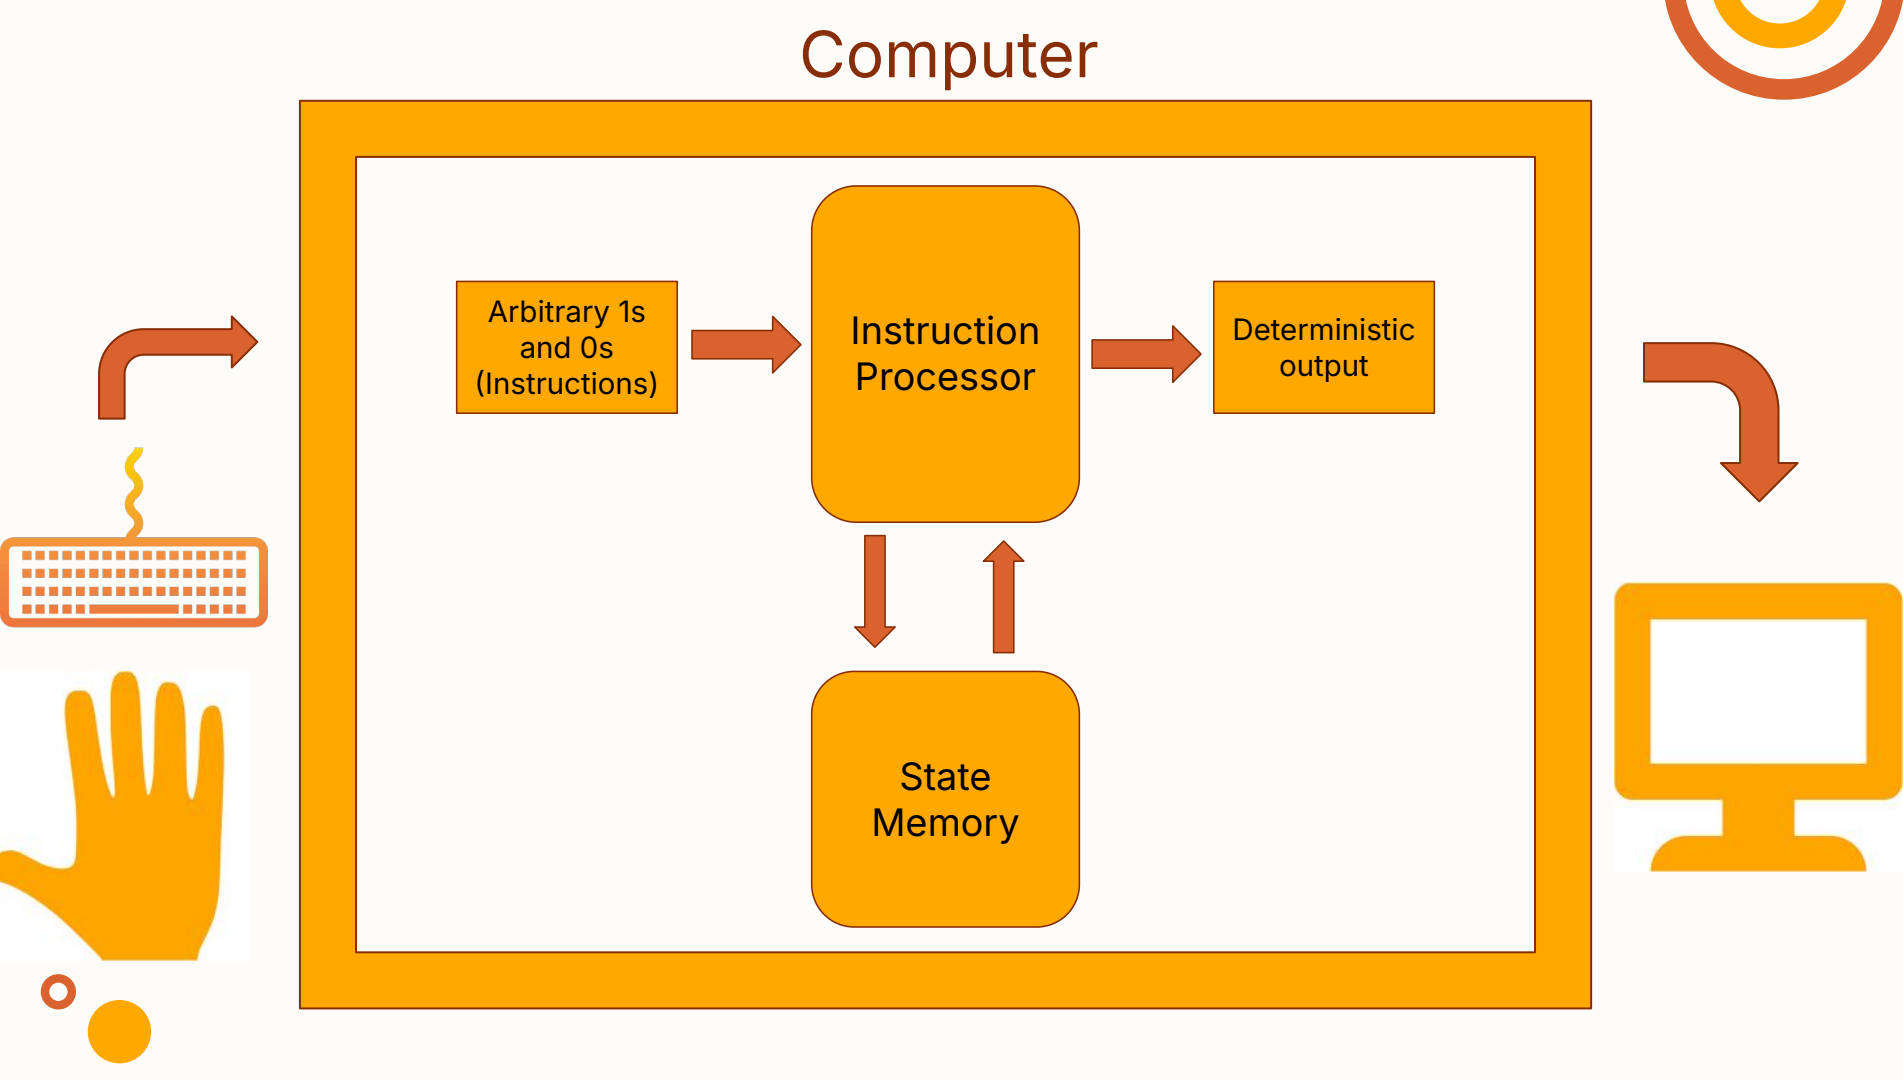 Computer
Arbitrary 1s
and 0s
(Instructions)
Instruction
Processor
Deterministic
output
State
Memory